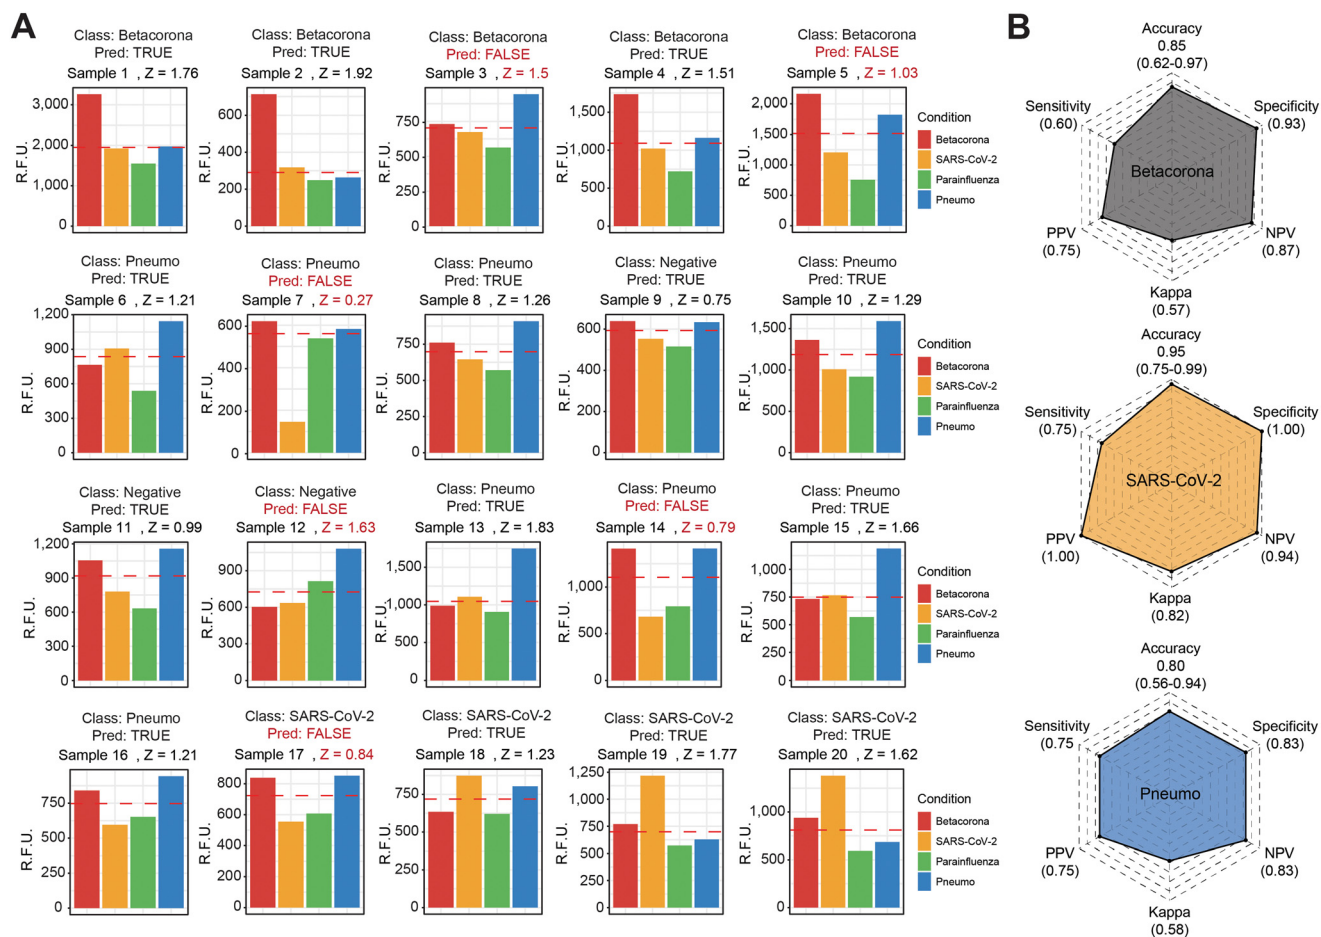 A
Class: Betacorona
Pred: TRUE
Sample 1 , Z = 1.76
R.F.U.
3,000
2,000
1,000
0
Class: Betacorona
Pred: TRUE
Sample 2 , Z = 1.92
R.F.U.
600
400
200
0
Class: Betacorona
Pred: FALSE
Sample 3 , Z = 1.5
R.F.U.
750
500
250
0
Class: Betacorona
Pred: TRUE
Sample 4 , Z = 1.51
R.F.U.
1,500
1,000
500
0
Class: Betacorona
Pred: FALSE
Sample 5 , Z = 1.03
R.F.U.
2,000
1,500
1,000
500
0
Condition
Betacorona
SARS-CoV-2
Parainfluenza
Pneumo
Class: Pneumo
Pred: TRUE
Sample 6 , Z = 1.21
R.F.U.
1,200
900
600
300
0
Class: Pneumo
Pred: FALSE
Sample 7 , Z = 0.27
R.F.U.
600
400
200
0
Class: Pneumo
Pred: TRUE
Sample 8 , Z = 1.26
R.F.U.
750
500
250
0
Class: Negative
Pred: TRUE
Sample 9 , Z = 0.75
R.F.U.
600
400
200
0
Class: Pneumo
Pred: TRUE
Sample 10 , Z = 1.29
R.F.U.
1,500
1,000
500
0
Condition
Betacorona
SARS-CoV-2
Parainfluenza
Pneumo
Class: Negative
Pred: TRUE
Sample 11 , Z = 0.99
R.F.U.
1,200
900
600
300
0
Class: Negative
Pred: FALSE
Sample 12 , Z = 1.63
R.F.U.
900
600
300
0
Class: Pneumo
Pred: TRUE
Sample 13 , Z = 1.83
R.F.U.
1,500
1,000
500
0
Class: Pneumo
Pred: FALSE
Sample 14 , Z = 0.79
R.F.U.
1,000
500
0
Class: Pneumo
Pred: TRUE
Sample 15 , Z = 1.66
R.F.U.
1,000
750
500
250
0
Condition
Betacorona
SARS-CoV-2
Parainfluenza
Pneumo
Class: Pneumo
Pred: TRUE
Sample 16 , Z = 1.21
R.F.U.
750
500
250
0
Class: SARS-CoV-2
Pred: FALSE
Sample 17 , Z = 0.84
R.F.U.
800
600
400
200
0
Class: SARS-CoV-2
Pred: TRUE
Sample 18 , Z = 1.23
R.F.U.
750
500
250
0
Class: SARS-CoV-2
Pred: TRUE
Sample 19 , Z = 1.77
R.F.U.
1,250
1,000
750
500
250
0
Class: SARS-CoV-2
Pred: TRUE
Sample 20 , Z = 1.62
R.F.U.
1,000
500
0
Condition
Betacorona
SARS-CoV-2
Parainfluenza
Pneumo
B
Accuracy
0.85
(0.62-0.97)
Sensitivity
(0.60)
Specificity
(0.93)
Betacorona
PPV
(0.75)
NPV
(0.87)
Kappa
(0.57)
Accuracy
0.95
(0.75-0.99)
Sensitivity
(0.75)
Specificity
(1.00)
SARS-CoV-2
PPV
(1.00)
NPV
(0.94)
Kappa
(0.82)
Accuracy
0.80
(0.56-0.94)
Sensitivity
(0.75
Specificity
(0.83)
Pneumo
PPV
(0.75)
NPV
(0.83)
Kappa
(0.58)